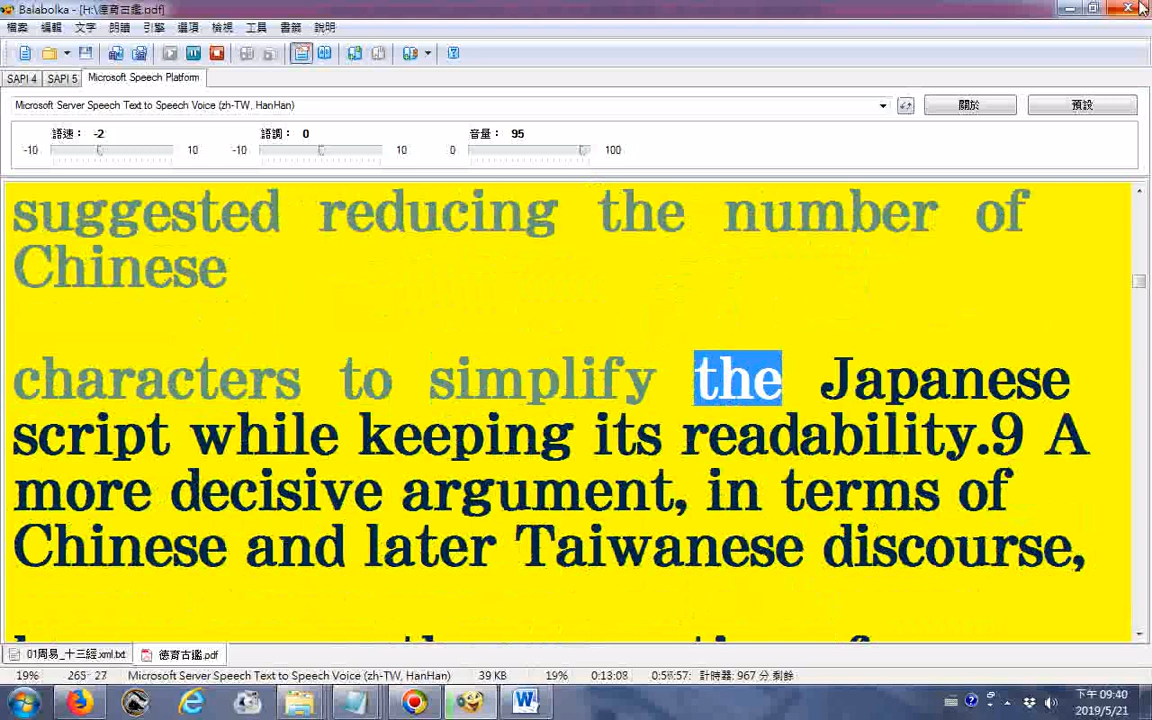 Balabolka - [H:\德育古鑑.pdf]
檔案 編輯 文字 朗讀 引擎 選項 檢視 工具 書籤 說明
SAPI 4 SAPI 5 Microsoft Speech Platform
Microsoft Server Speech Text to Speech Voice (zh-TW, HanHan) 關於 預設
語速： -2 語調： 0 音量： 95
-10 10 -10 10 0 100
suggested reducing the number of
Chinese
characters to simplify the Japanese
script while keeping its readability.9 A
more decisive argument, in terms of
Chinese and later Taiwanese discourse,
01周易_十三經.xml.txt 德育古鑑.pdf
19% 265: 27 Microsoft Server Speech Text to Speech Voice (zh-TW, HanHan) 39 KB 19% 0:13:08 計時器: 967 分 剩餘
下午 09:40
2019/5/21